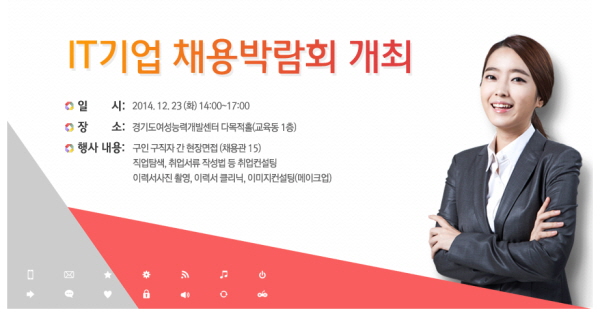 IT기업 채용박람회 개최
일 시: 2014. 12. 23 (화) 14:00~17:00
장 소: 경기도여성능력개발센터 다목적홀(교육동 1층)
행사 내용: 구인 구직자 간 현장면접 (채용관 15)
직업탐색, 취업서류 작성법 등 취업컨설팅
이력서사진 촬영, 이력서 클리닉, 이미지컨설팅(메이크업)